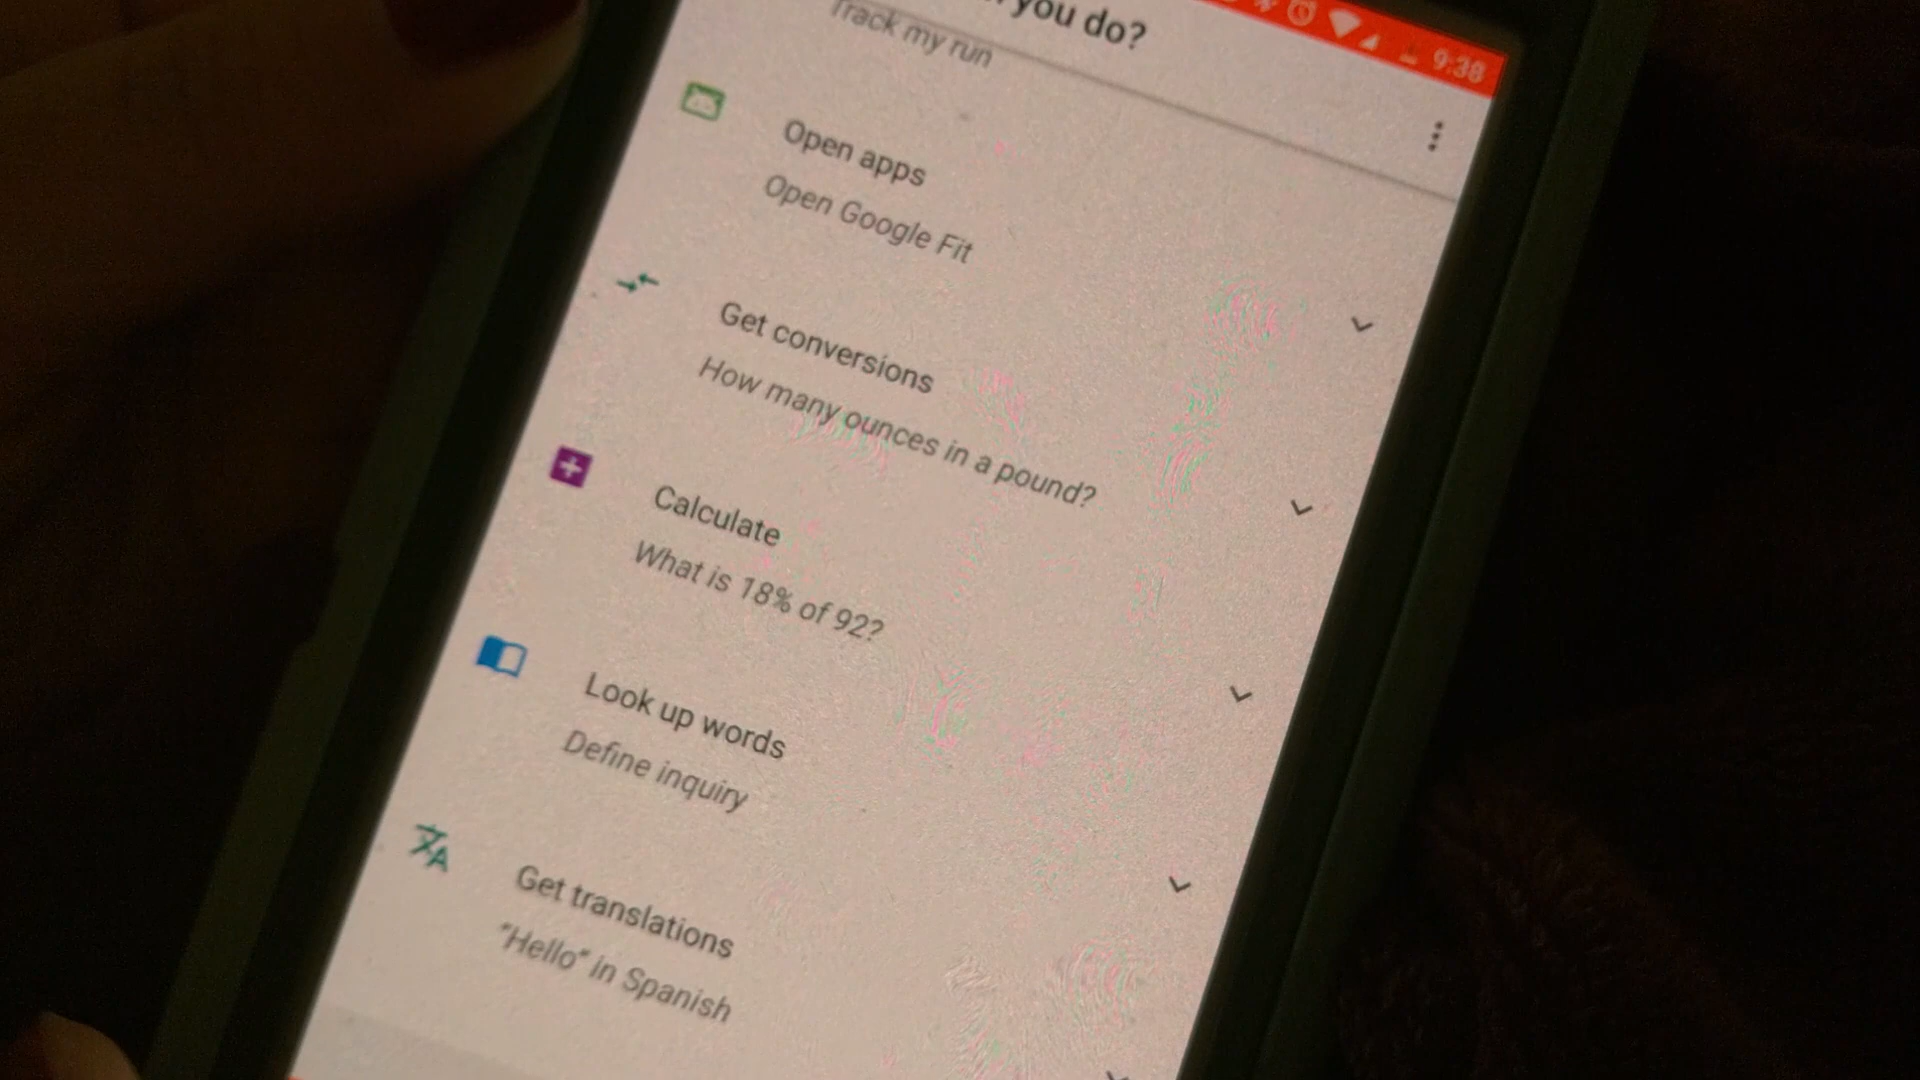 you do?
9:38
Track my run
Open apps
Open Google Fit
Get conversions
How many ounces in a pound?
Calculate
What is 18% of 92?
Look up words
Define inquiry
Get translations
"Hello" in Spanish